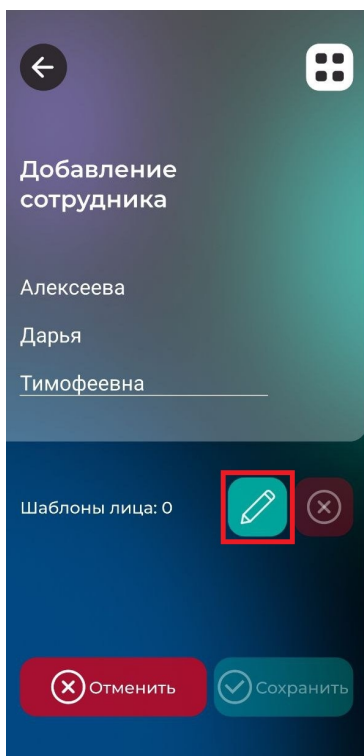 Добавление
сотрудника
Алексеева
Дарья
Тимофеевна
Шаблоны лица: 0
Отменить
Сохранить